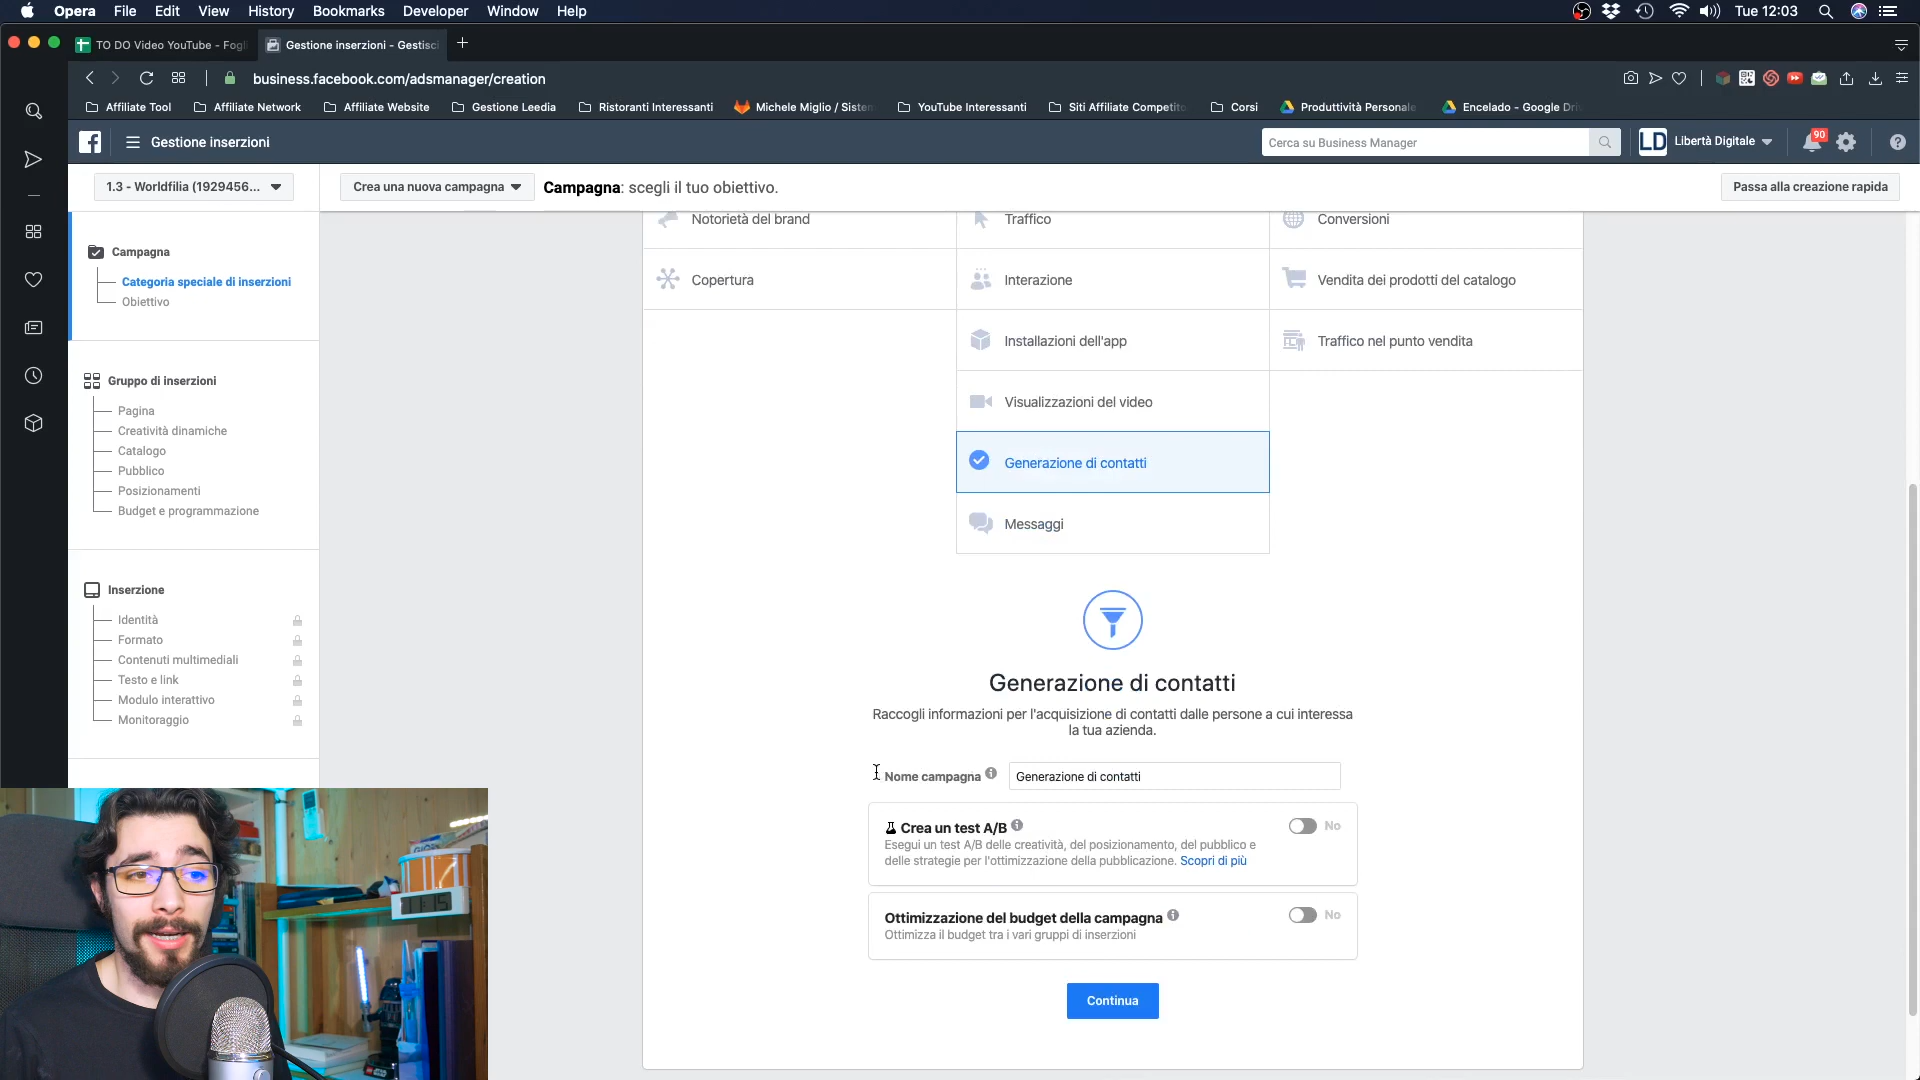 Opera File Edit View History Bookmarks Developer Window Help
Tue 12:03
TO DO Video YouTube - Fogli
Gestione inserzioni - Gestisci
business.facebook.com/adsmanager/creation
Affiliate Tool
Affiliate Network
Affiliate Website
Gestione Leedia
Ristoranti Interessanti
Michele Miglio / Sistem
YouTube Interessanti
Siti Affiliate Competito
Corsi
Produttività Personale
Encelado - Google Dri
Gestione inserzioni
Cerca su Business Manager
LD
Libertà Digitale
90
1.3 - Worldfilia (1929456...
Crea una nuova campagna
Campagna: scegli il tuo obiettivo.
Passa alla creazione rapida
Campagna
Categoria speciale di inserzioni
Obiettivo
Gruppo di inserzioni
Pagina
Creatività dinamiche
Catalogo
Pubblico
Posizionamenti
Budget e programmazione
Inserzione
Identità
Formato
Contenuti multimediali
Testo e link
Modulo interattivo
Monitoraggio
Notorietà del brand
Traffico
Conversioni
Copertura
Interazione
Vendita dei prodotti del catalogo
Installazioni dell'app
Traffico nel punto vendita
Visualizzazioni del video
Generazione di contatti
Messaggi
Generazione di contatti
Raccogli informazioni per l'acquisizione di contatti dalle persone a cui interessa
la tua azienda.
Nome campagna
Generazione di contatti
Crea un test A/B
No
Esegui un test A/B delle creatività, del posizionamento, del pubblico e
delle strategie per l'ottimizzazione della pubblicazione. Scopri di più
Ottimizzazione del budget della campagna
No
Ottimizza il budget tra i vari gruppi di inserzioni
Continua
11:15